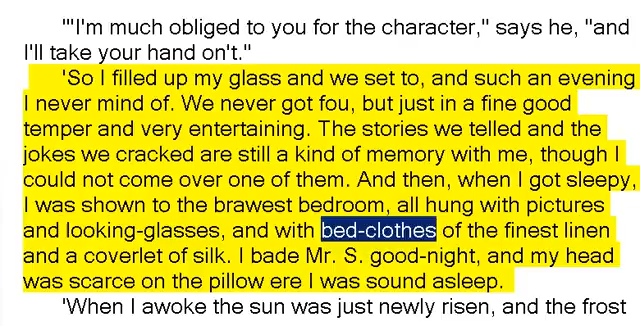 "'I'm much obliged to you for the character," says he, "and
I'll take your hand on't."
'So I filled up my glass and we set to, and such an evening
I never mind of. We never got fou, but just in a fine good
temper and very entertaining. The stories we told and the
jokes we cracked are still a kind of memory with me, though I
could not come over one of them. And then, when I got sleepy,
I was shown to the brawest bedroom, all hung with pictures
and looking-glasses, and with bed-clothes of the finest linen
and a coverlet of silk. I bade Mr. S. good-night, and my head
was scarce on the pillow ere I was sound asleep.
'When I awoke the sun was just newly risen, and the frost